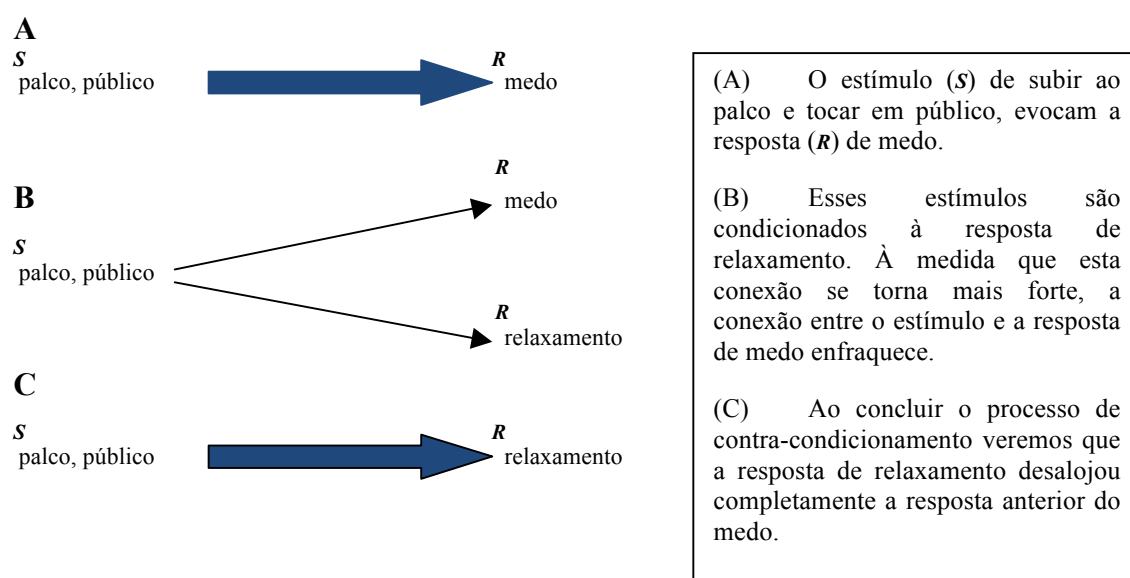 A
S R
palco, público medo
R
B medo
S
palco, público
R
relaxamento
C
S R
palco, público relaxamento
(A) O estímulo (S) de subir ao
palco e tocar em público, evocam a
resposta (R) de medo.
(B) Esses estímulos são
condicionados à resposta de
relaxamento. À medida que esta
conexão se torna mais forte, a
conexão entre o estímulo e a resposta
de medo enfraquece.
(C) Ao concluir o processo de
contra-condicionamento veremos que
a resposta de relaxamento desalojou
completamente a resposta anterior do
medo.